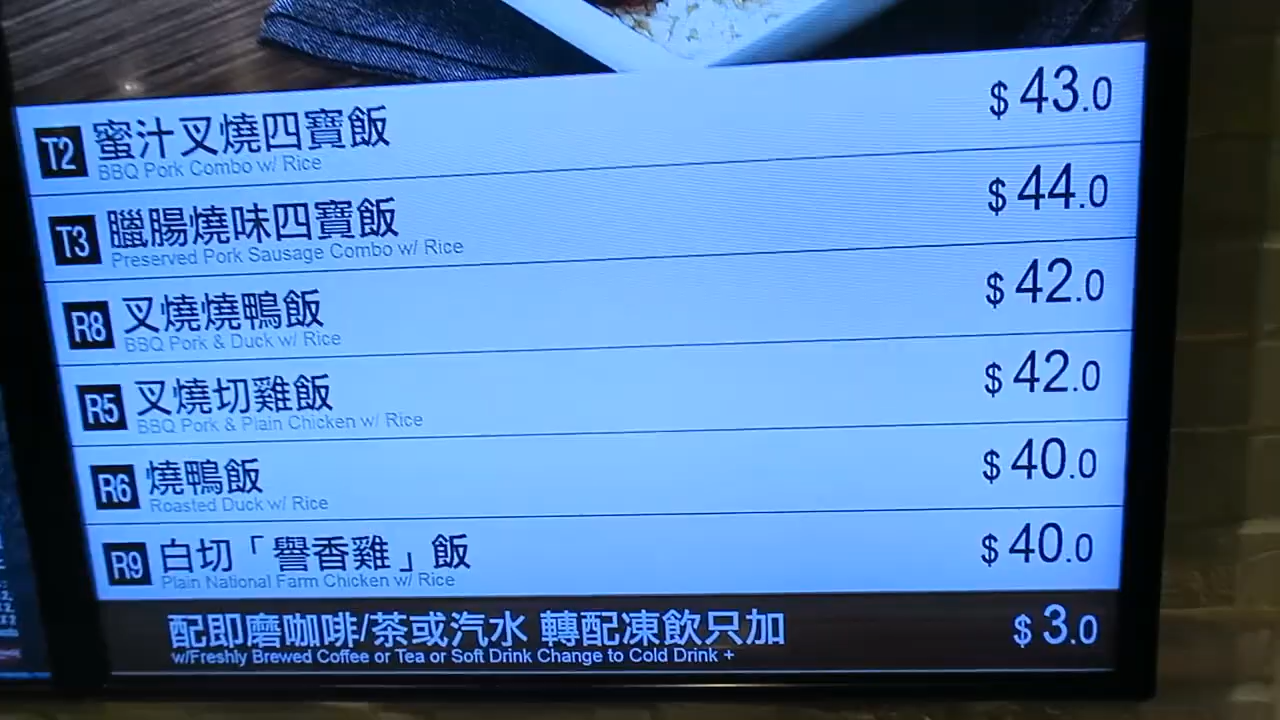 T2 蜜汁叉燒四寶飯 $43.0
BBQ Pork Combo w/ Rice
T3 臘腸燒味四寶飯 $44.0
Preserved Pork Sausage Combo w/ Rice
R8 叉燒燒鴨飯 $42.0
BBQ Pork & Duck w/ Rice
R5 叉燒切雞飯 $42.0
BBQ Pork & Plain Chicken w/ Rice
R6 燒鴨飯 $40.0
Roasted Duck w/ Rice
R9 白切「譽香雞」飯 $40.0
Plain National Farm Chicken w/ Rice
配即磨咖啡/茶或汽水 轉配凍飲只加 $3.0
w/Freshly Brewed Coffee or Tea or Soft Drink Change to Cold Drink +